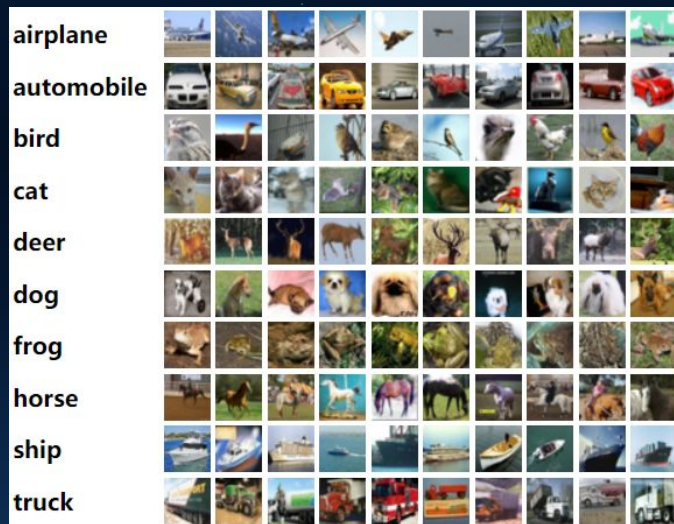 airplane
automobile
bird
cat
deer
dog
frog
horse
ship
truck